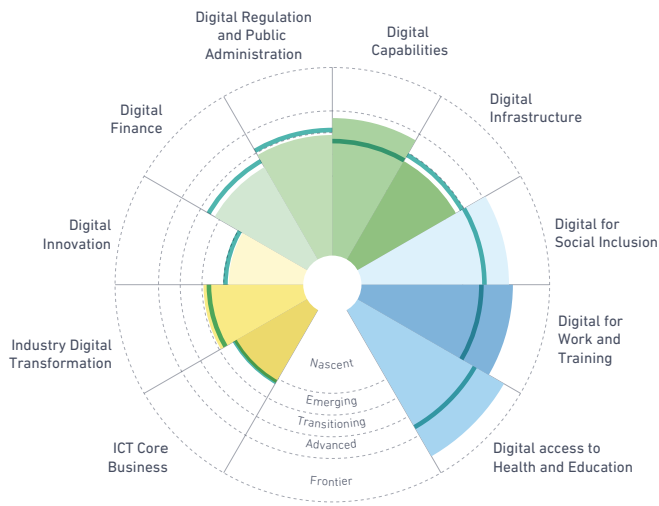 Digital Regulation
and Public
Administration
Digital
Capabilities
Digital
Finance
Digital
Infrastructure
Digital
Innovation
Digital for
Social Inclusion
Industry Digital
Transformation
Digital for
Work and
Training
ICT Core
Business
Digital access to
Health and Education
Nascent
Emerging
Transitioning
Advanced
Frontier